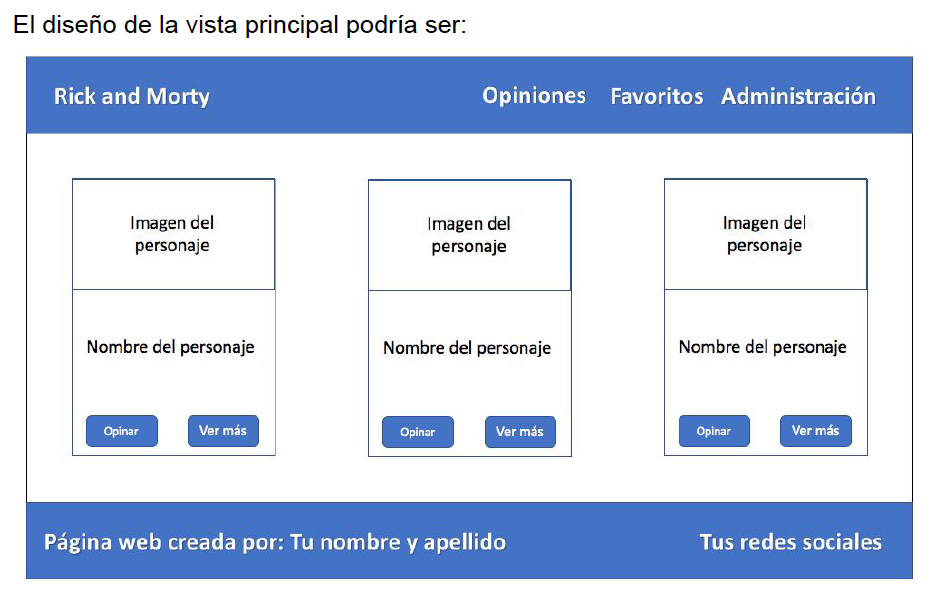 El diseño de la vista principal podría ser:
Rick and Morty
Opiniones
Favoritos
Administración
Imagen del
personaje
Nombre del personaje
Opinar
Ver más
Imagen del
personaje
Nombre del personaje
Opinar
Ver más
Imagen del
personaje
Nombre del personaje
Opinar
Ver más
Página web creada por: Tu nombre y apellido
Tus redes sociales